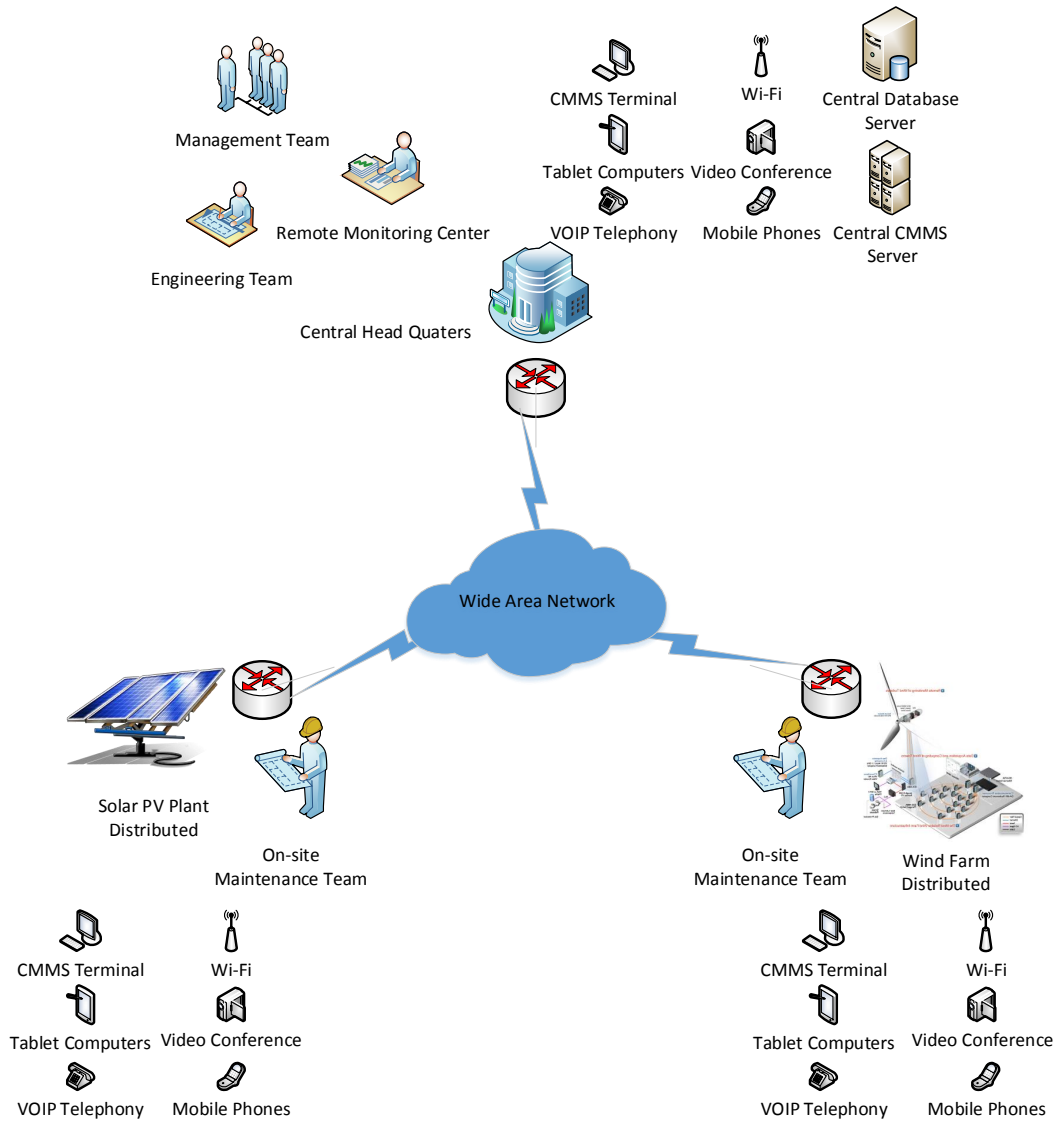 Management Team
Remote Monitoring Center
Engineering Team
CMMS Terminal
Wi-Fi
Central Database
Server
Tablet Computers
Video Conference
VOIP Telephony
Mobile Phones
Central CMMS
Server
Central Head Quaters
Wide Area Network
Solar PV Plant
Distributed
On-site
Maintenance Team
On-site
Maintenance Team
Wind Farm
Distributed
CMMS Terminal
Wi-Fi
Tablet Computers
Video Conference
VOIP Telephony
Mobile Phones
CMMS Terminal
Wi-Fi
Tablet Computers
Video Conference
VOIP Telephony
Mobile Phones